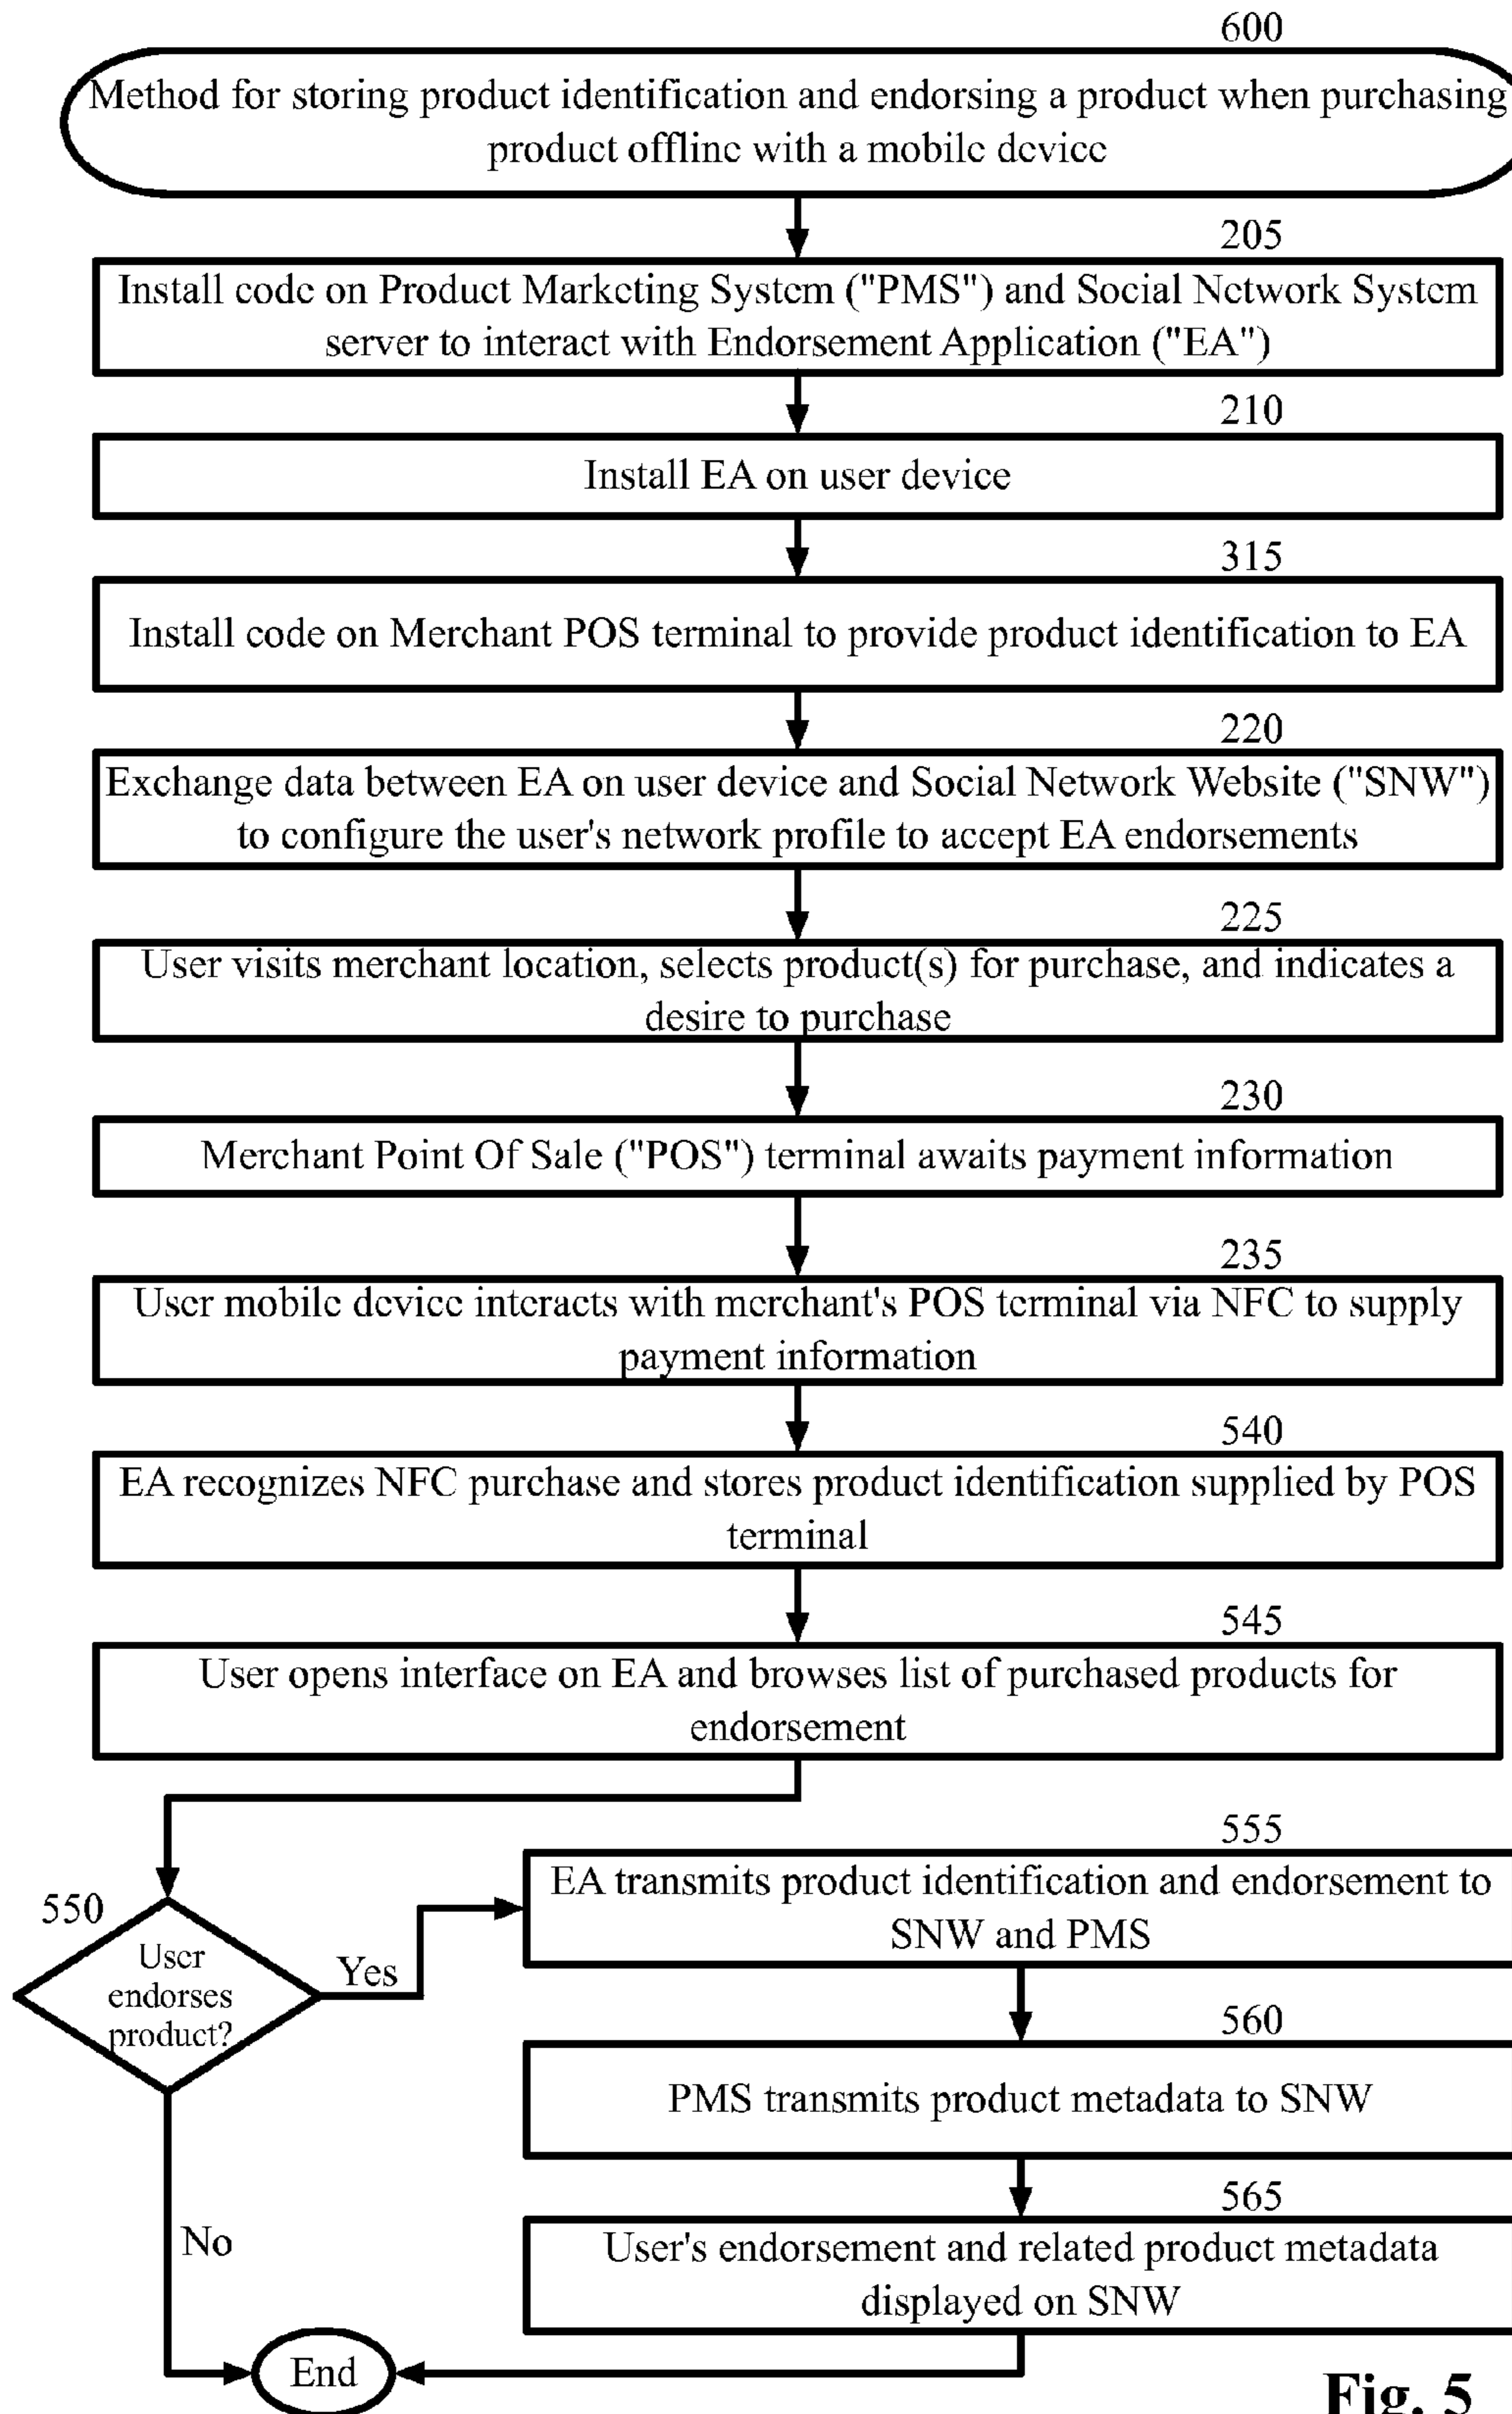 600
Method for storing product identification and endorsing a product when purchasing
product offline with a mobile device
205
Install code on Product Marketing System ("PMS") and Social Network System
server to interact with Endorsement Application ("EA")
210
Install EA on user device
315
Install code on Merchant POS terminal to provide product identification to EA
220
Exchange data between EA on user device and Social Network Website ("SNW")
to configure the user's network profile to accept EA endorsements
225
User visits merchant location, selects product(s) for purchase, and indicates a
desire to purchase
230
Merchant Point Of Sale ("POS") terminal awaits payment information
235
User mobile device interacts with merchant's POS terminal via NFC to supply
payment information
540
EA recognizes NFC purchase and stores product identification supplied by POS
terminal
545
User opens interface on EA and browses list of purchased products for
endorsement
550
User
endorses
product?
Yes
555
EA transmits product identification and endorsement to
SNW and PMS
560
PMS transmits product metadata to SNW
565
User's endorsement and related product metadata
displayed on SNW
No
End
Fig. 5